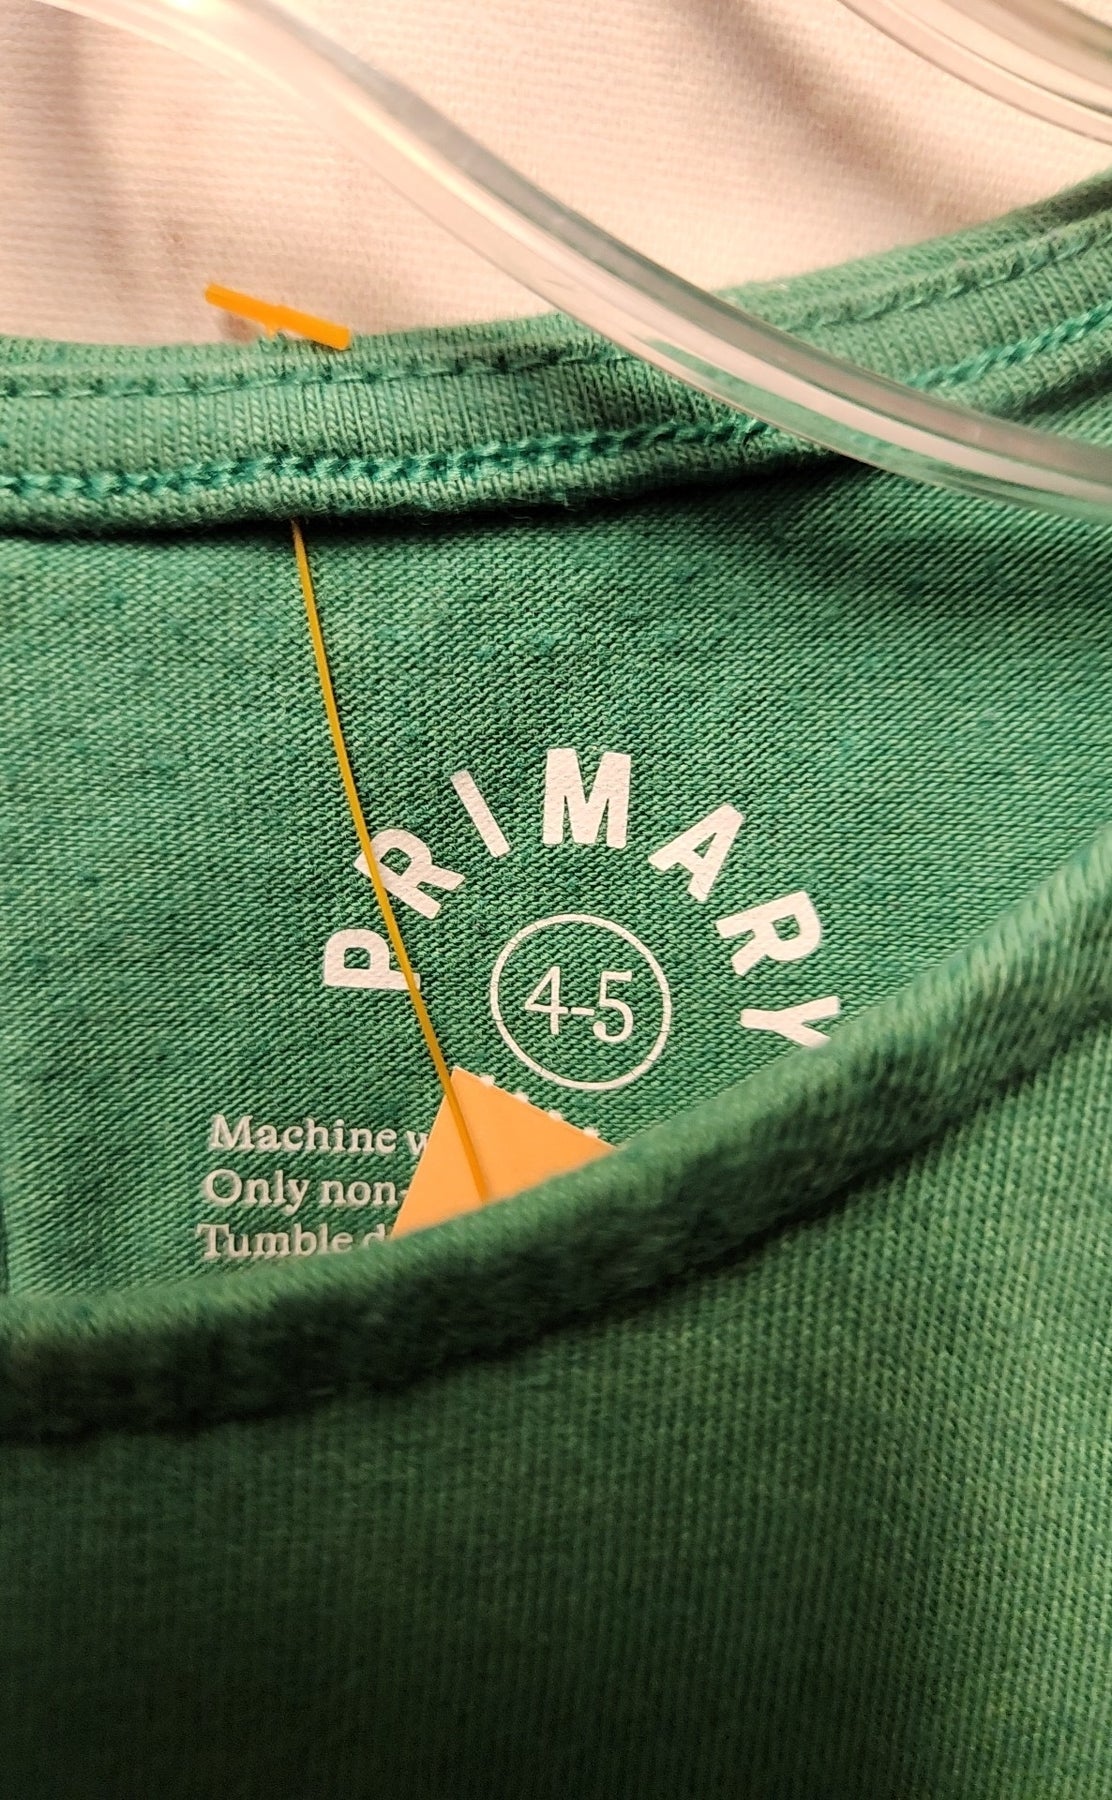 PRIMARY
4-5
Machine
Only non-
Tumble